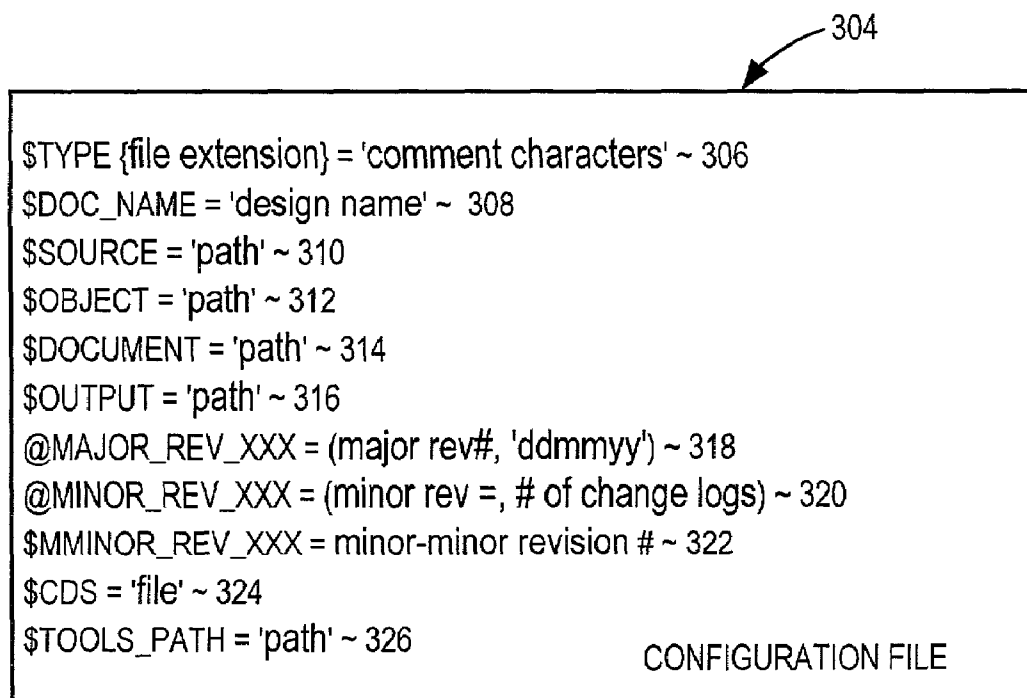 304
$TYPE {file extension} = 'comment characters' ~ 306
$DOC_NAME = 'design name' ~ 308
$SOURCE = 'path' ~ 310
$OBJECT = 'path' ~ 312
$DOCUMENT = 'path' ~ 314
$OUTPUT = 'path' ~ 316
@MAJOR_REV_XXX = (major rev#, 'ddmmyy') ~ 318
@MINOR_REV_XXX = (minor rev =, # of change logs) ~ 320
$MMINOR_REV_XXX = minor-minor revision # ~ 322
$CDS = 'file' ~ 324
$TOOLS_PATH = 'path' ~ 326
CONFIGURATION FILE